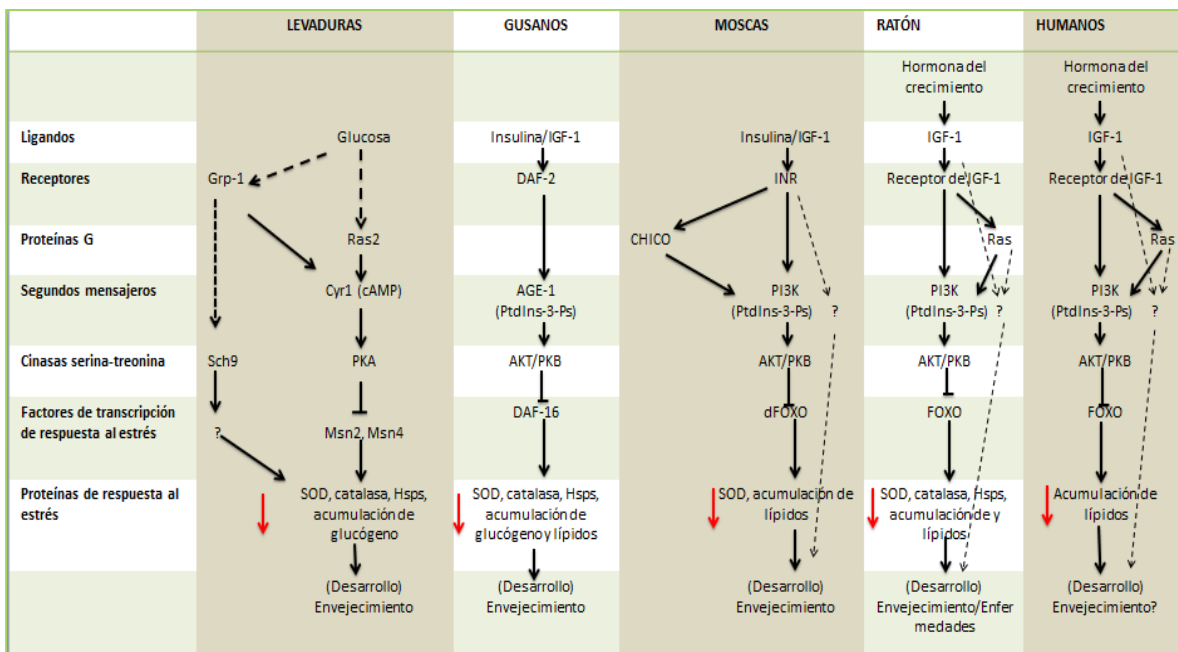 LEVADURAS
GUSANOS
MOSCAS
RATÓN
HUMANOS
Hormona del
crecimiento
Hormona del
crecimiento
Ligandos
Glucosa
Insulina/IGF-1
Insulina/IGF-1
IGF-1
IGF-1
Receptores
Grp-1
DAF-2
INR
Receptor de IGF-1
Receptor de IGF-1
Proteínas G
Ras2
CHICO
Ras
Ras
Segundos mensajeros
Cyr1 (cAMP)
AGE-1
(PtdIns-3-Ps)
PI3K
(PtdIns-3-Ps)
?
PI3K
(PtdIns-3-Ps)
?
PI3K
(PtdIns-3-Ps)
?
Cinasas serina-treonina
Sch9
PKA
AKT/PKB
AKT/PKB
AKT/PKB
AKT/PKB
Factores de transcripción
de respuesta al estrés
?
Msn2, Msn4
DAF-16
dFOXO
FOXO
FOXO
Proteínas de respuesta al
estrés
SOD, catalasa, Hsps,
acumulación de
glucógeno
SOD, catalasa, Hsps,
acumulación de
glucógeno y lípidos
SOD, acumulación de
lípidos
SOD, catalasa, Hsps,
acumulación de y
lípidos
Acumulación de
lípidos
(Desarrollo)
Envejecimiento
(Desarrollo)
Envejecimiento
(Desarrollo)
Envejecimiento
(Desarrollo)
Envejecimiento/Enfer
medades
(Desarrollo)
Envejecimiento?